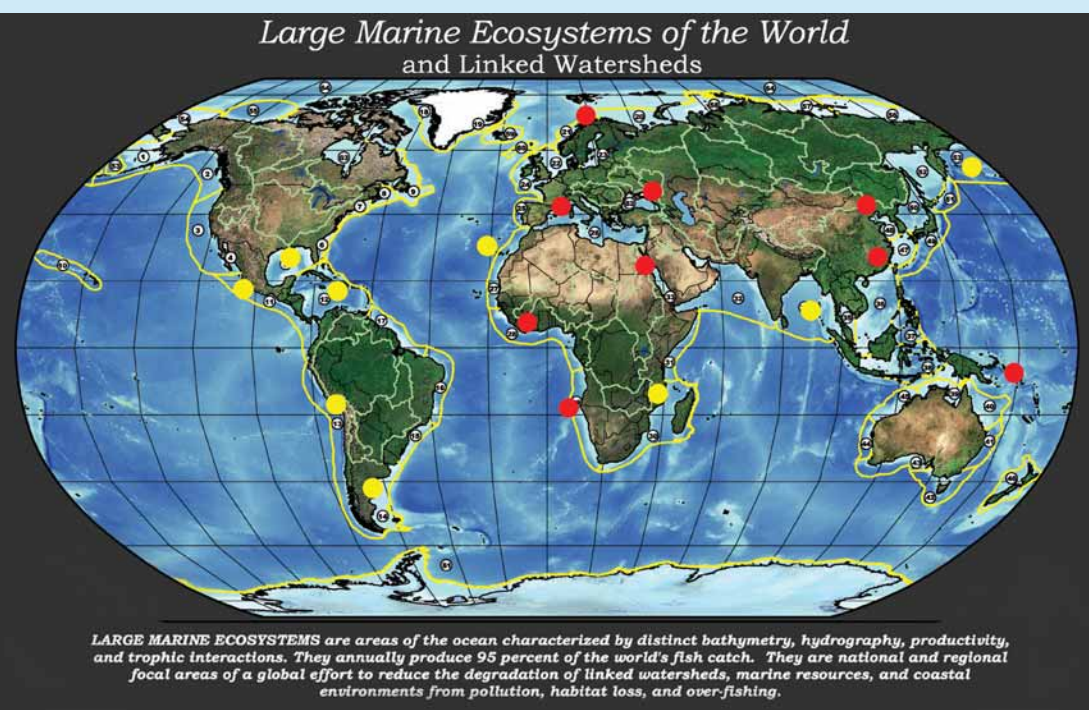 Large Marine Ecosystems of the World
and Linked Watersheds
LARGE MARINE ECOSYSTEMS are areas of the ocean characterized by distinct bathymetry, hydrography, productivity,
and trophic interactions. They annually produce 95 percent of the world's fish catch. They are national and regional
focal areas of a global effort to reduce the degradation of linked watersheds, marine resources, and coastal
environments from pollution, habitat loss, and over-fishing.